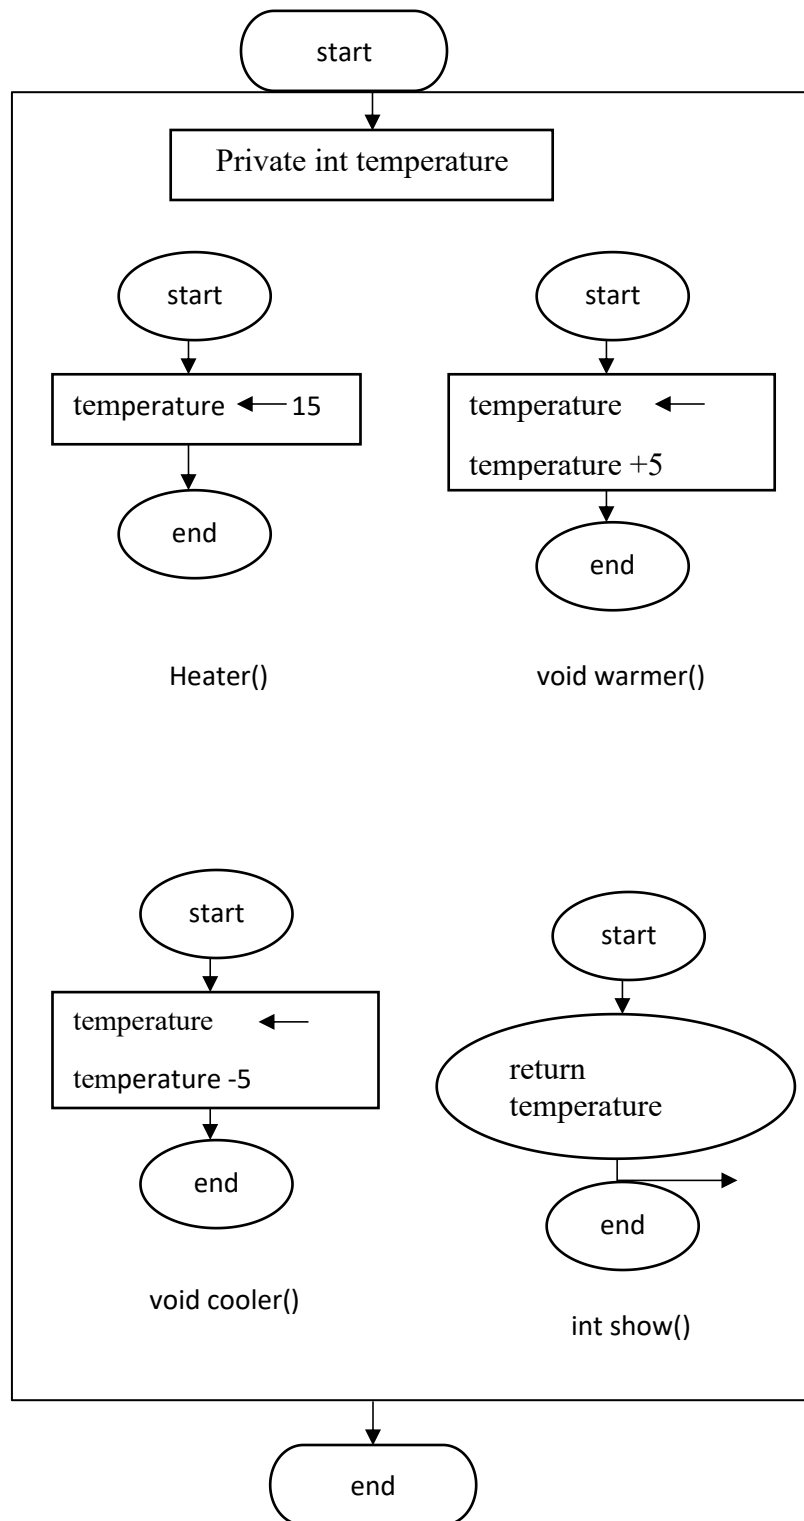 start
Private int temperature
start
temperature 15
end
Heater()
start
temperature
temperature +5
end
void warmer()
start
temperature
temperature -5
end
void cooler()
start
return
temperature
end
int show()
end